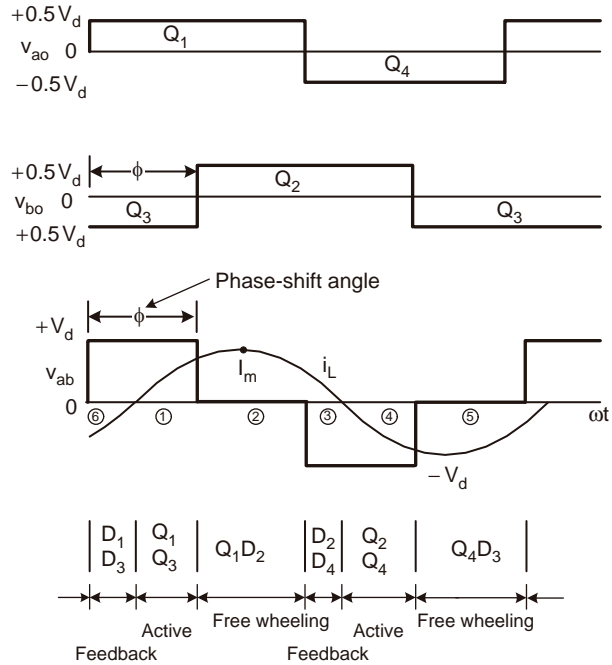 +0.5 V_d
Q_1
v_ao 0
Q_4
−0.5 V_d
+0.5 V_d
ϕ
Q_2
v_bo 0
Q_3
Q_3
+0.5 V_d
Phase-shift angle
ϕ
+V_d
v_ab
I_m
i_L
0
⑥ ① ② ③ ④ ⑤
ωt
− V_d
D_1 Q_1 D_2 Q_2
Q_1D_2 Q_4D_3
D_3 Q_3 D_4 Q_4
Active Free wheeling Active Free wheeling
Feedback Feedback